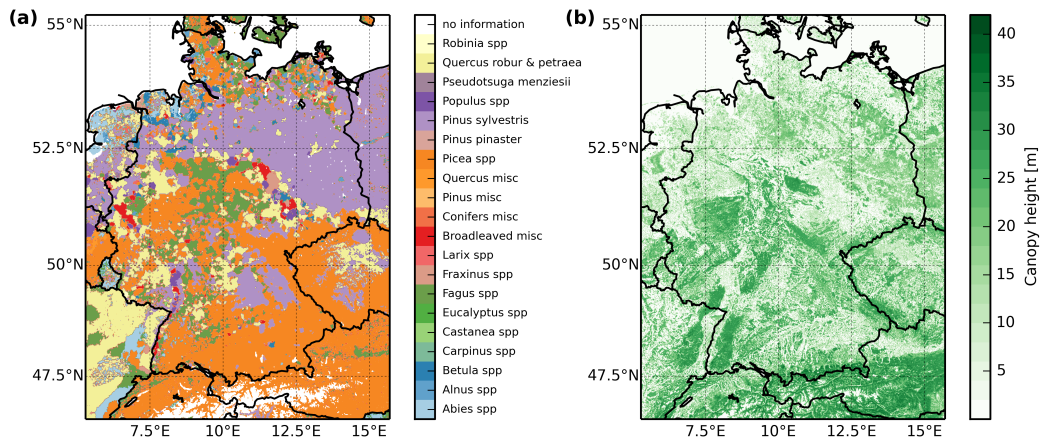 (a)
55°N
52.5°N
50°N
47.5°N
7.5°E 10°E 12.5°E 15°E
no information
Robinia spp
Quercus robur & petraea
Pseudotsuga menziesii
Populus spp
Pinus sylvestris
Pinus pinaster
Picea spp
Quercus misc
Pinus misc
Conifers misc
Broadleaved misc
Larix spp
Fraxinus spp
Fagus spp
Eucalyptus spp
Castanea spp
Carpinus spp
Betula spp
Alnus spp
Abies spp
(b)
55°N
52.5°N
50°N
47.5°N
7.5°E 10°E 12.5°E 15°E
40
35
30
25
20
15
10
5
Canopy height [m]